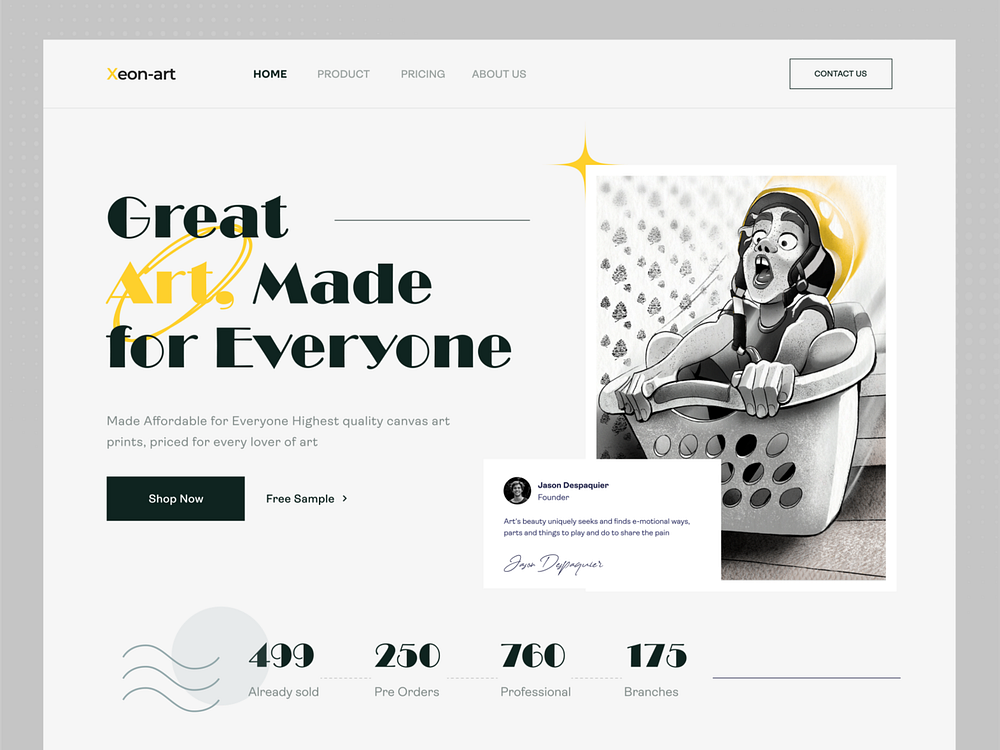 Xeon-art
HOME
PRODUCT
PRICING
ABOUT US
CONTACT US
Great
Art, Made
for Everyone
Made Affordable for Everyone Highest quality canvas art
prints, priced for every lover of art
Shop Now
Free Sample
Jason Despaquier
Founder
Art's beauty uniquely seeks and finds e-motional ways,
parts and things to play and do to share the pain
Jason Despaquier
499
250
760
175
Already sold
Pre Orders
Professional
Branches